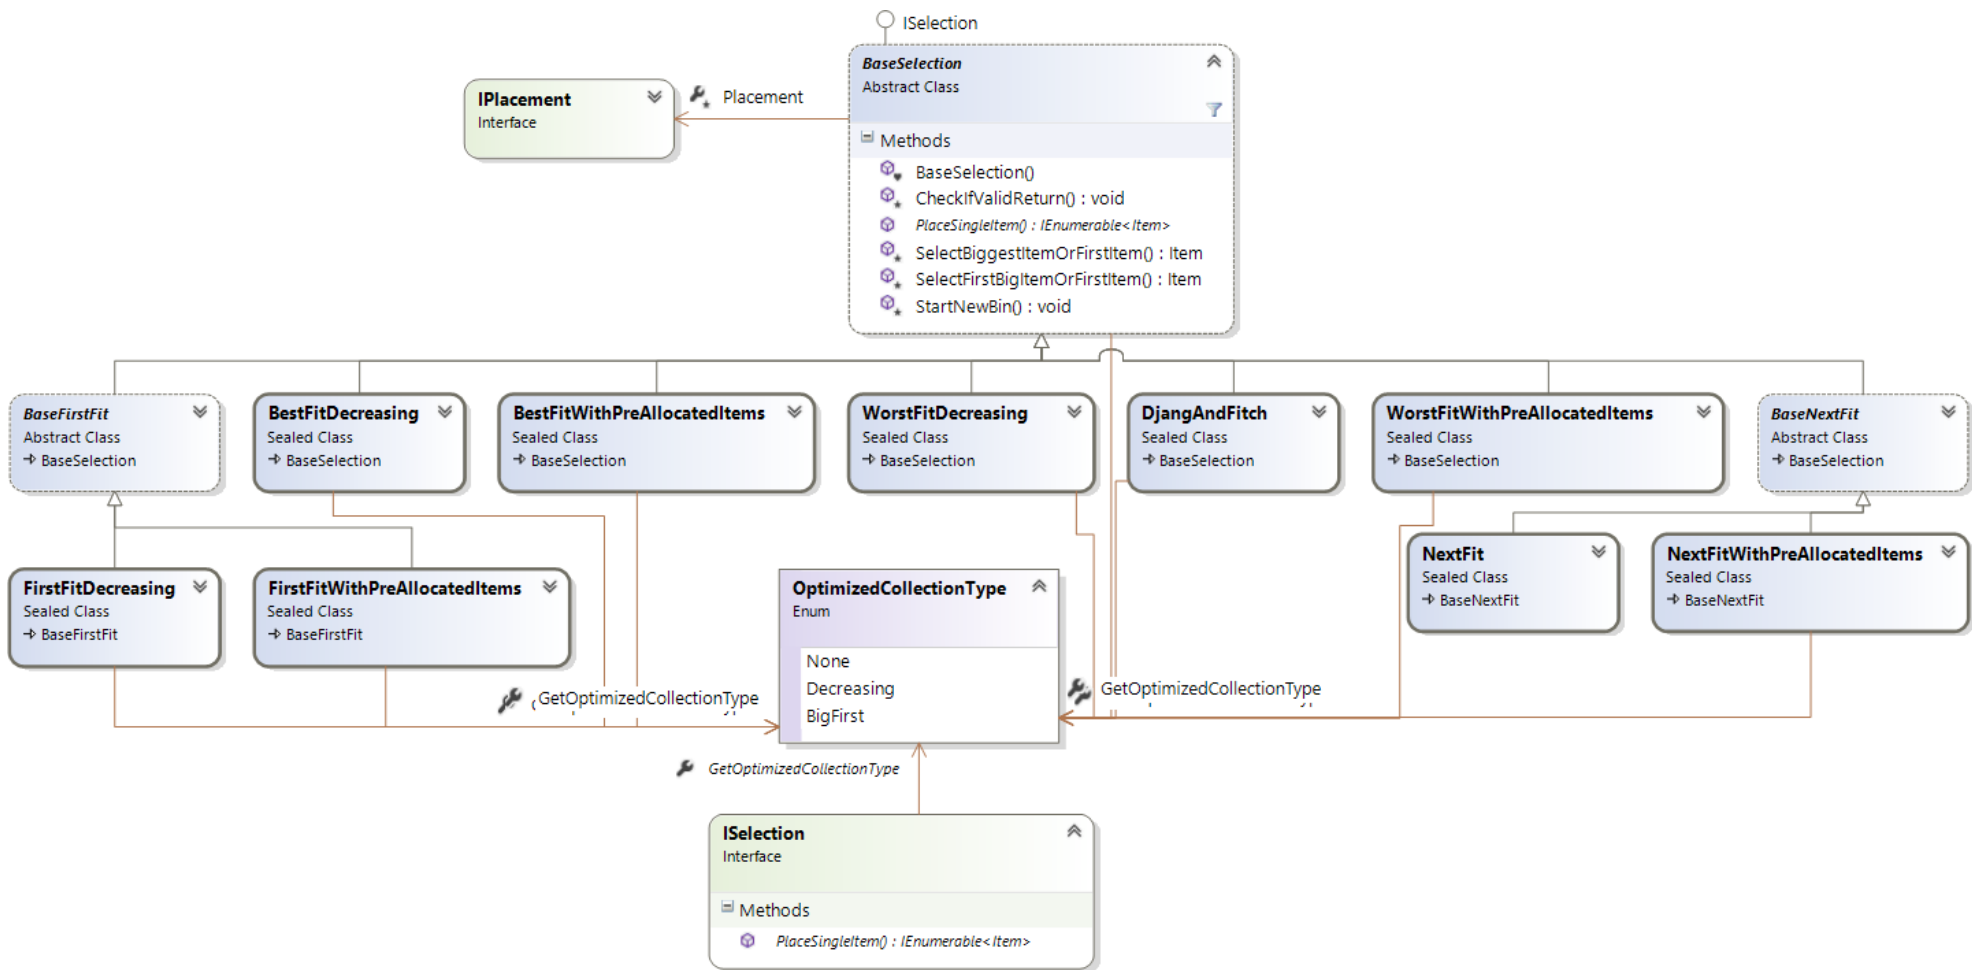 ISelection
BaseSelection
Abstract Class
IPlacement
Interface
Placement
Methods
BaseSelection()
CheckIfValidReturn() : void
PlaceSingleItem() : IEnumerable<Item>
SelectBiggestItemOrFirstItem() : Item
SelectFirstBigItemOrFirstItem() : Item
StartNewBin() : void
BaseFirstFit
Abstract Class
BaseSelection
BestFitDecreasing
Sealed Class
BaseSelection
BestFitWithPreAllocatedItems
Sealed Class
BaseSelection
WorstFitDecreasing
Sealed Class
BaseSelection
DjangAndFitch
Sealed Class
BaseSelection
WorstFitWithPreAllocatedItems
Sealed Class
BaseSelection
BaseNextFit
Abstract Class
BaseSelection
FirstFitDecreasing
Sealed Class
BaseFirstFit
FirstFitWithPreAllocatedItems
Sealed Class
BaseFirstFit
OptimizedCollectionType
Enum
None
Decreasing
BigFirst
NextFit
Sealed Class
BaseNextFit
NextFitWithPreAllocatedItems
Sealed Class
BaseNextFit
GetOptimizedCollectionType
GetOptimizedCollectionType
GetOptimizedCollectionType
ISelection
Interface
Methods
PlaceSingleItem() : IEnumerable<Item>